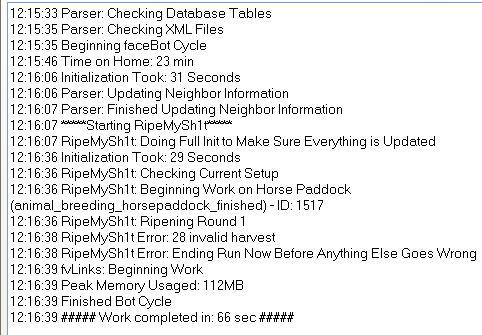 12:15:33 Parser: Checking Database Tables
12:15:35 Parser: Checking XML Files
12:15:35 Beginning faceBot Cycle
12:15:46 Time on Home: 23 min
12:16:06 Initialization Took: 31 Seconds
12:16:06 Parser: Updating Neighbor Information
12:16:07 Parser: Finished Updating Neighbor Information
12:16:07 *****Starting RipeMySh1t*****
12:16:07 RipeMySh1t: Doing Full Init to Make Sure Everything is Updated
12:16:36 Initialization Took: 29 Seconds
12:16:36 RipeMySh1t: Checking Current Setup
12:16:36 RipeMySh1t: Beginning Work on Horse Paddock
(animal_breeding_horsepaddock_finished) - ID: 1517
12:16:36 RipeMySh1t: Ripening Round 1
12:16:38 RipeMySh1t Error: 28 invalid harvest
12:16:38 RipeMySh1t Error: Ending Run Now Before Anything Else Goes Wrong
12:16:39 fvLinks: Beginning Work
12:16:39 Peak Memory Usaged: 112MB
12:16:39 Finished Bot Cycle
12:16:39 ##### Work completed in: 66 sec #####